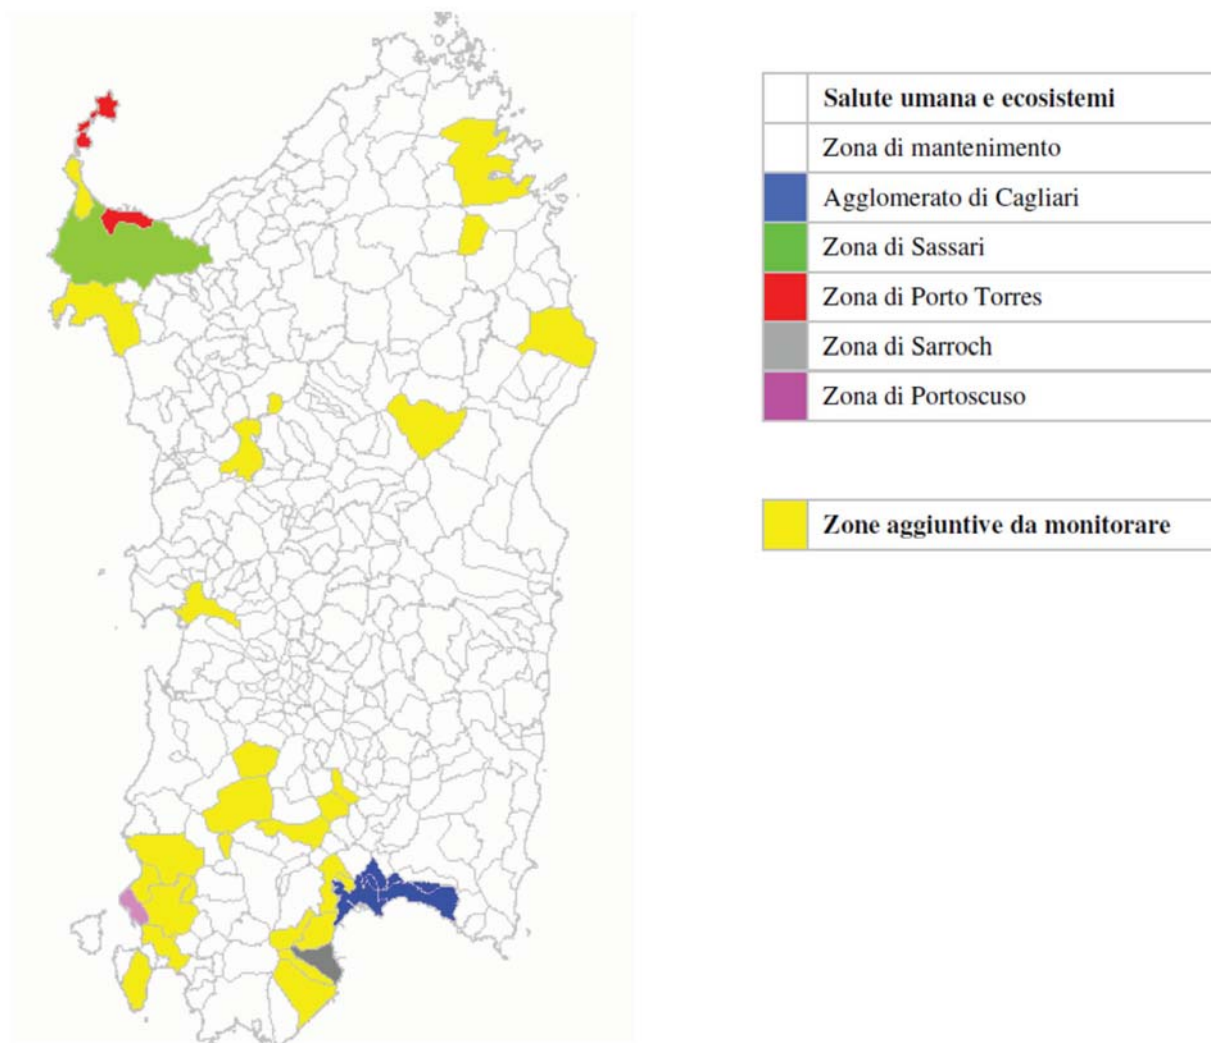 Salute umana e ecosistemi
Zona di mantenimento
Agglomerato di Cagliari
Zona di Sassari
Zona di Porto Torres
Zona di Sarroch
Zona di Portoscuso
Zone aggiuntive da monitorare